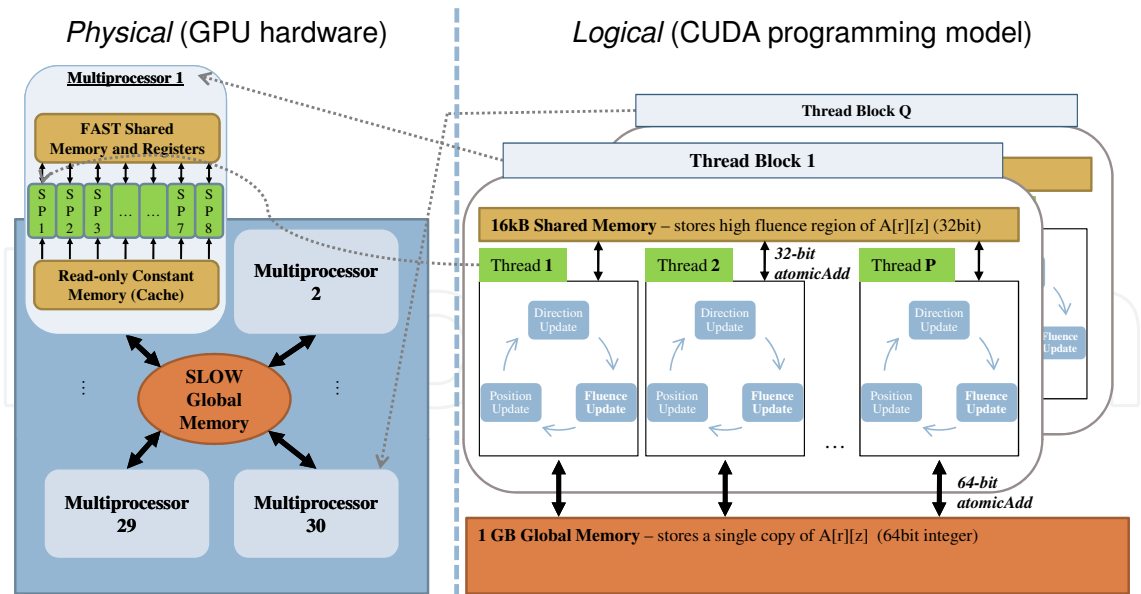 Physical (GPU hardware)
Multiprocessor 1
FAST Shared
Memory and Registers
S P 1
S P 2
S P 3
...
...
S P 7
S P 8
Read-only Constant
Memory (Cache)
Multiprocessor
2
SLOW
Global
Memory
...
...
Multiprocessor
29
Multiprocessor
30
Logical (CUDA programming model)
Thread Block Q
Thread Block 1
16kB Shared Memory – stores high fluence region of A[r][z] (32bit)
Thread 1
Thread 2
32-bit
atomicAdd
Thread P
Direction
Update
Position
Update
Fluence
Update
Direction
Update
Position
Update
Fluence
Update
...
Direction
Update
Position
Update
Fluence
Update
Fluence
Update
64-bit
atomicAdd
1 GB Global Memory – stores a single copy of A[r][z] (64bit integer)